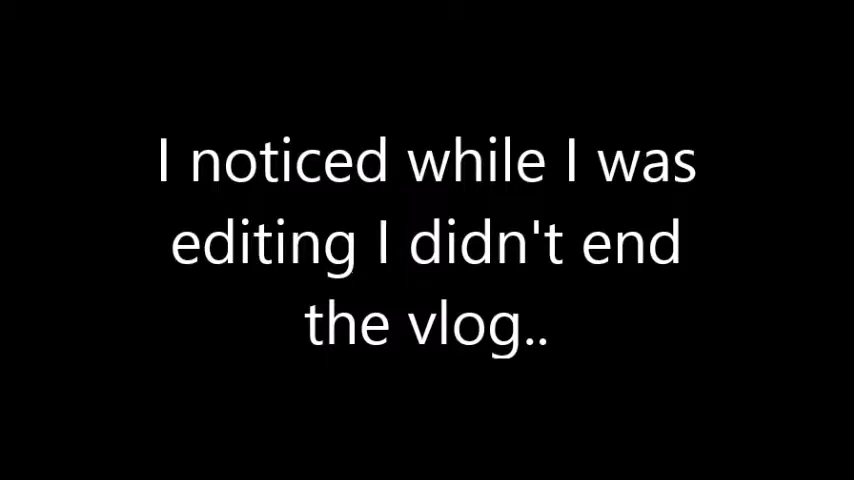 I noticed while I was
editing I didn't end
the vlog..